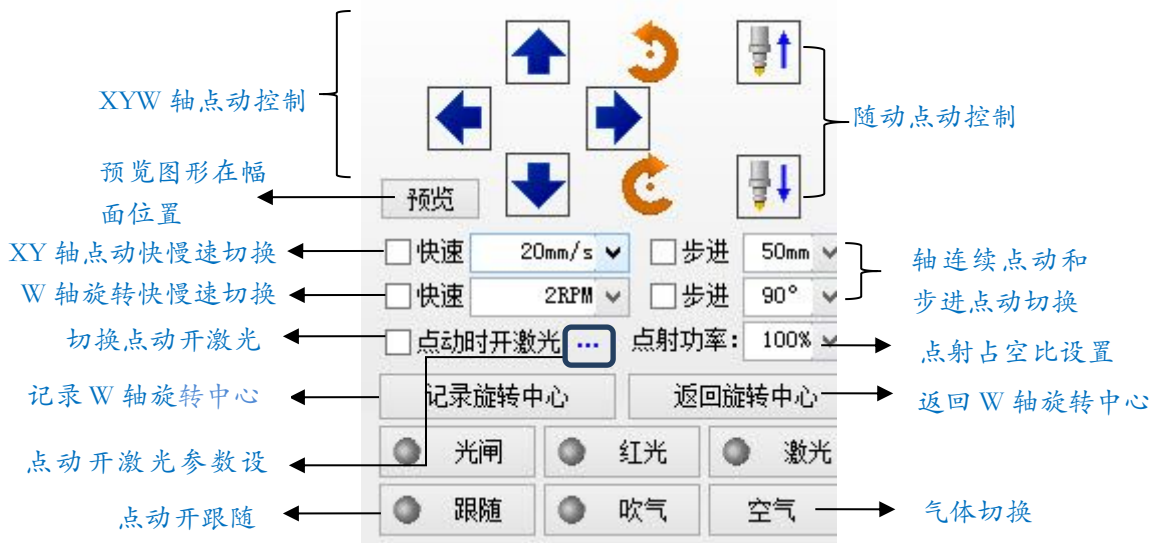 XYW 轴点动控制
随动点动控制
预览图形在幅
面位置
预览
XY 轴点动快慢速切换
快速 20mm/s 步进 50mm
轴连续点动和
步进点动切换
W 轴旋转快慢速切换
快速 2RPM 步进 90°
切换点动开激光
点动时开激光 ... 点射功率: 100%
点射占空比设置
记录 W 轴旋转中心
记录旋转中心 返回旋转中心
返回 W 轴旋转中心
点动开激光参数设
光闸 红光 激光
点动开跟随
跟随 吹气 空气
气体切换